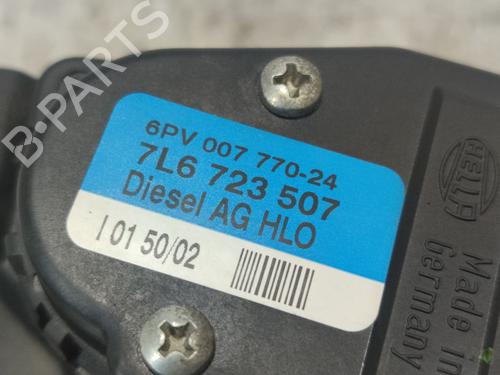 B-PARTS
6PV 007 770-24
7L6 723 507
Diesel AG HLO
I 01 50/02
HELLA
Made in
Germany